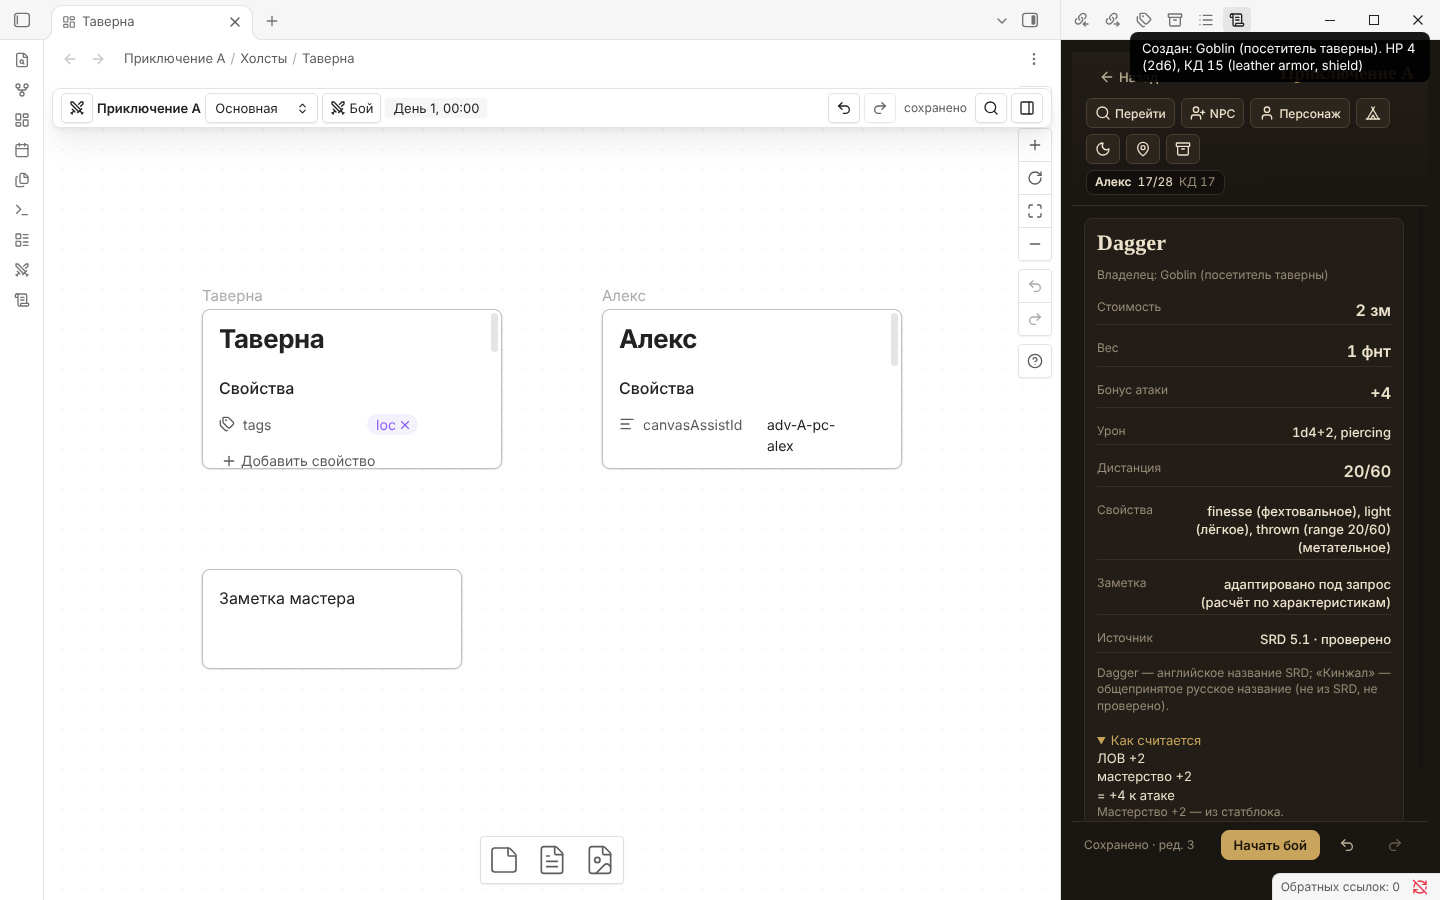 Таверна
Создан: Goblin (посетитель таверны). HP 4
(2d6), КД 15 (leather armor, shield)
Приключение A / Холсты / Таверна
Приключение A
Основная
Бой
День 1, 00:00
сохранено
Назад
Приключение A
Перейти
NPC
Персонаж
Алекс 17/28 КД 17
Таверна
Таверна
Свойства
tags
loc
Добавить свойство
Алекс
Алекс
Свойства
canvasAssistId
adv-A-pc-
alex
Заметка мастера
Dagger
Владелец: Goblin (посетитель таверны)
Стоимость
2 зм
Вес
1 фнт
Бонус атаки
+4
Урон
1d4+2, piercing
Дистанция
20/60
Свойства
finesse (фехтовальное), light
(лёгкое), thrown (range 20/60)
(метательное)
Заметка
адаптировано под запрос
(расчёт по характеристикам)
Источник
SRD 5.1 · проверено
Dagger — английское название SRD; «Кинжал» —
общепринятое русское название (не из SRD, не
проверено).
Как считается
ЛОВ +2
мастерство +2
= +4 к атаке
Мастерство +2 — из статблока.
Сохранено · ред. 3
Начать бой
Обратных ссылок: 0